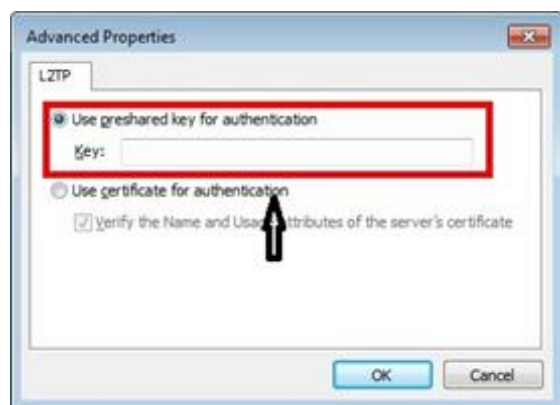 Advanced Properties
L2TP
Use preshared key for authentication
Key:
Use certificate for authentication
Verify the Name and Usage attributes of the server's certificate
OK Cancel